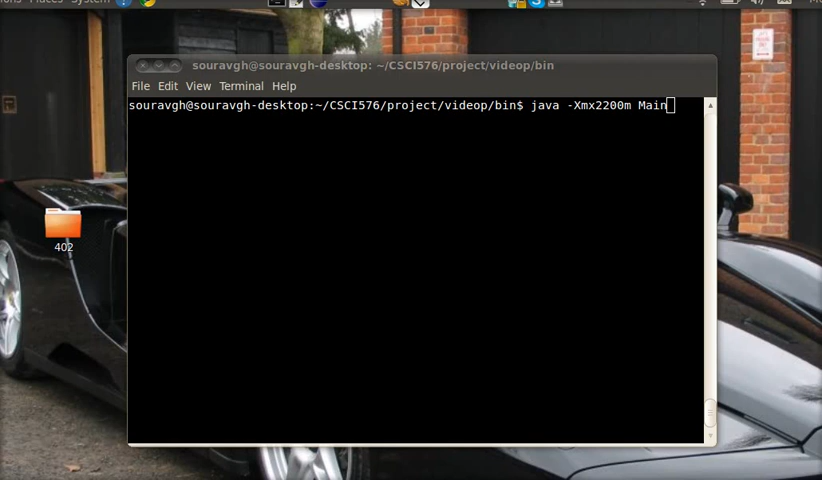 souravgh@souravgh-desktop: ~/CSCI576/project/videop/bin
File Edit View Terminal Help
souravgh@souravgh-desktop:~/CSCI576/project/videop/bin$ java -Xmx2200m Main
402